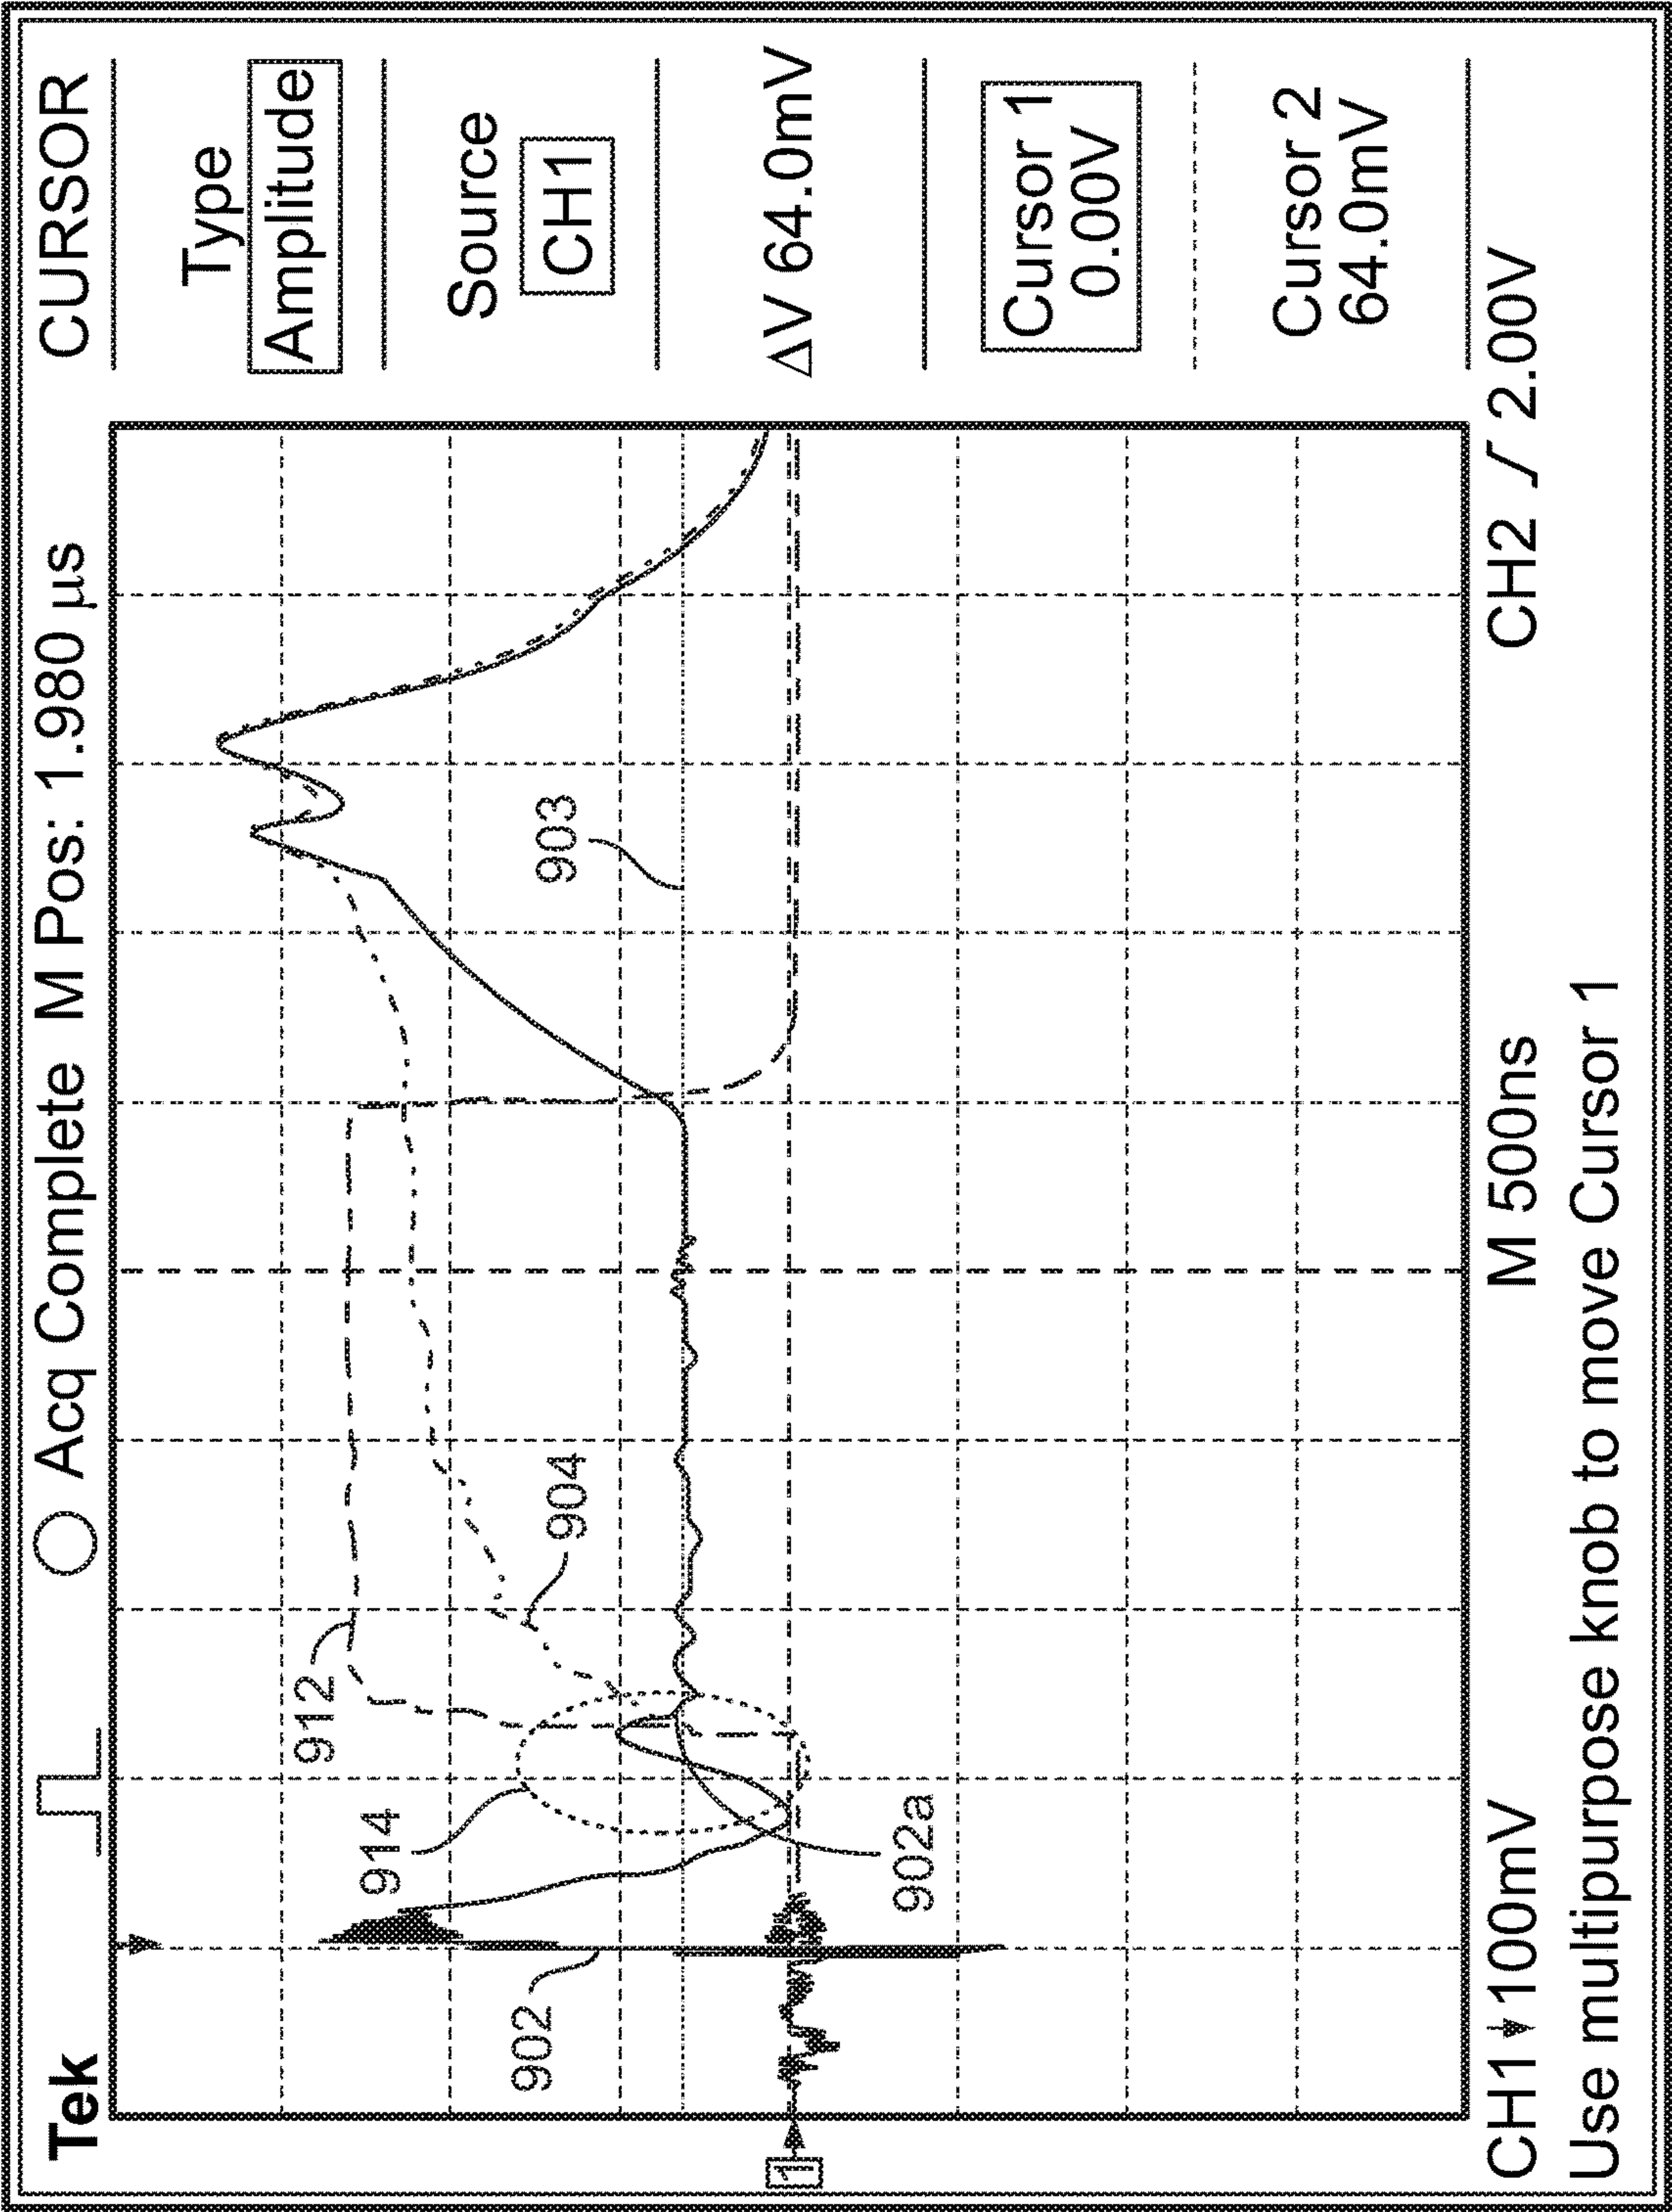 Tek
Acq Complete M Pos: 1.980 µs
CURSOR
Type
Amplitude
Source
CH1
ΔV 64.0mV
Cursor 1
0.00V
Cursor 2
64.0mV
912
914
902
904
903
902a
1
CH1 100mV
M 500ns
CH2 2.00V
Use multipurpose knob to move Cursor 1